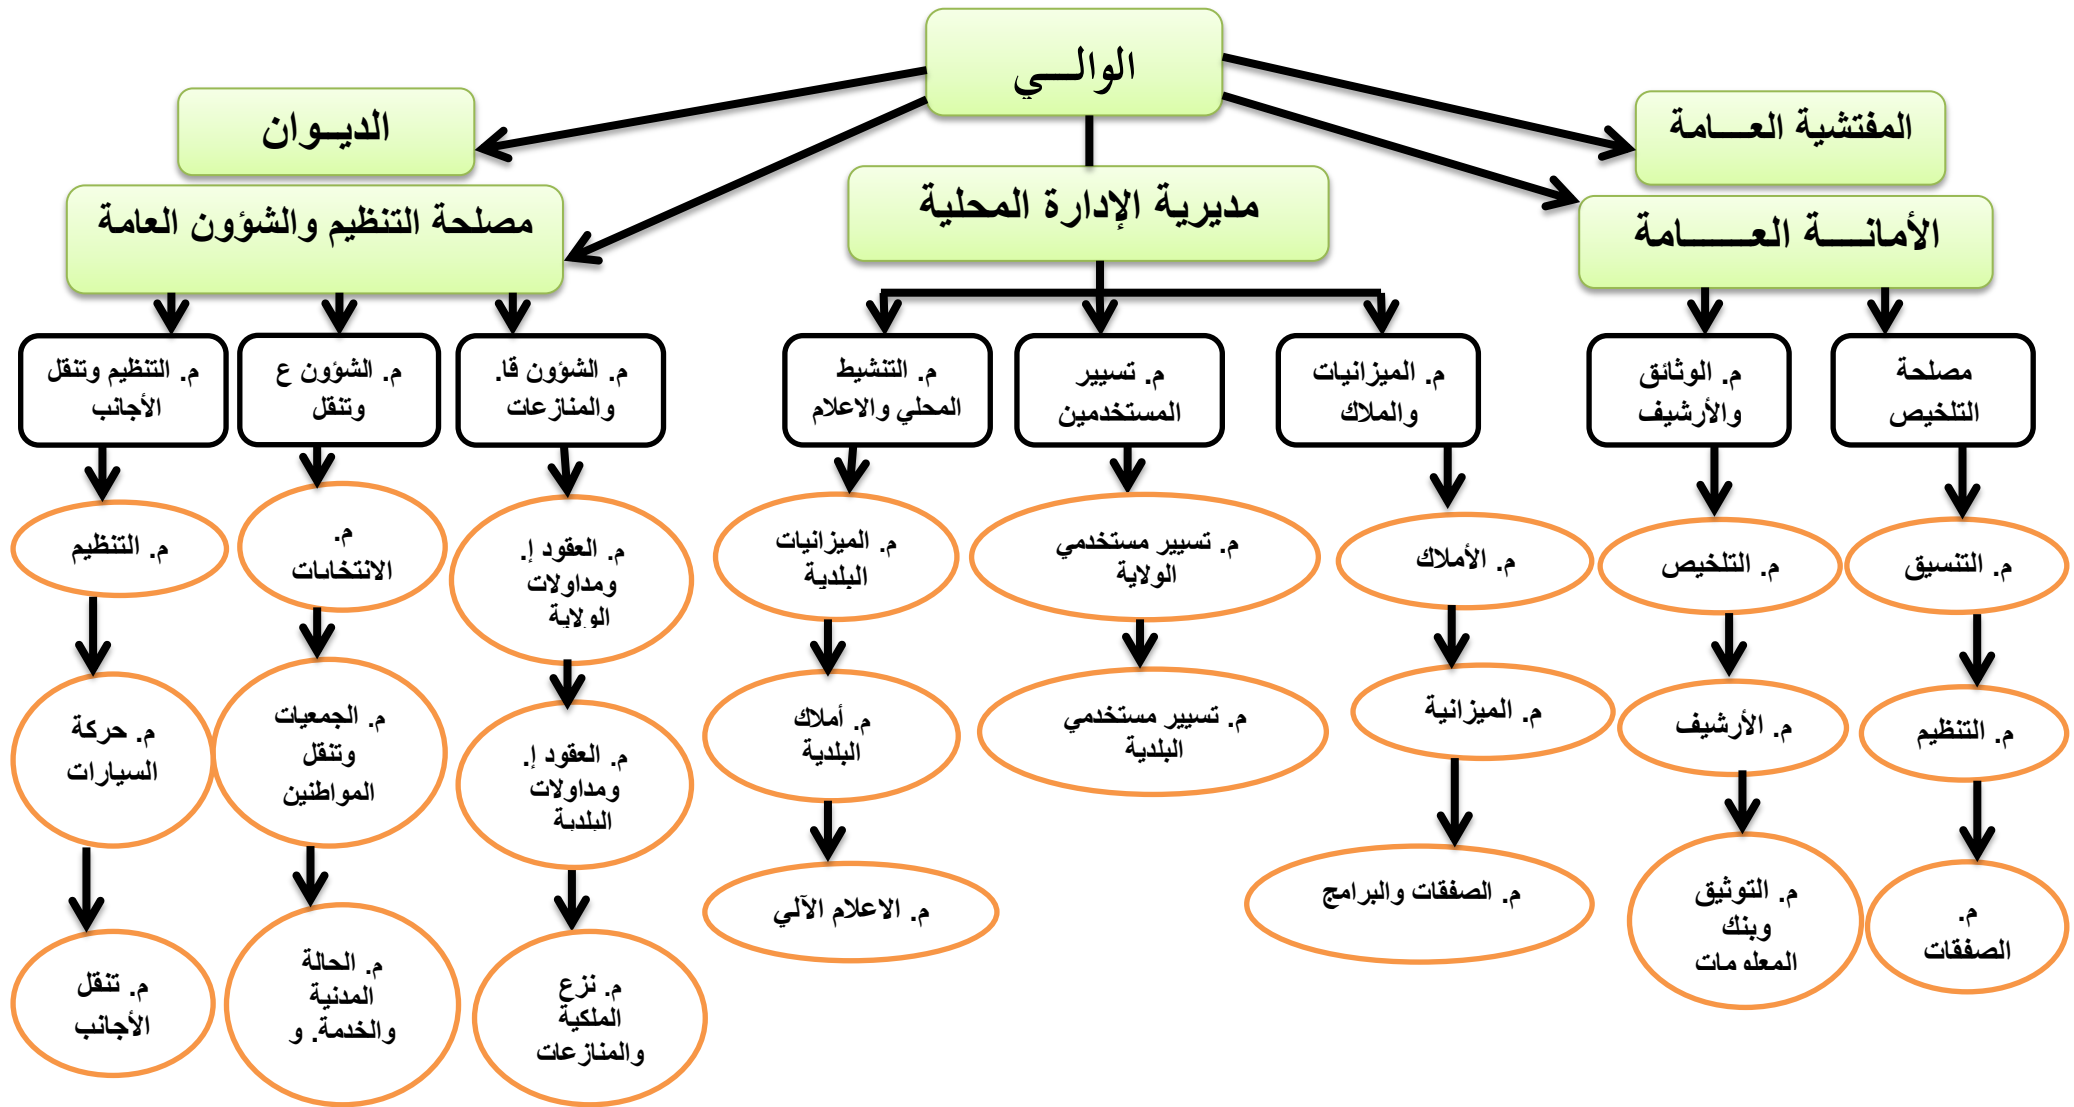 الوالـــي
المفتشية العـــامة
الديــوان
مديرية الإدارة المحلية
الأمانـــة العــــــامة
مصلحة التنظيم والشؤون العامة
مصلحة
التلخيص
م. الوثائق
والأرشيف
م. الميزانيات
والملاك
م. تسيير
المستخدمين
م. التنشيط
المحلي والاعلام
م. الشؤون قا.
والمنازعات
م. الشؤون ع
وتنقل
م. التنظيم وتنقل
الأجانب
م. التنسيق
م. التلخيص
م. الأملاك
م. تسيير مستخدمي
الولاية
م. الميزانيات
البلدية
م. العقود إ.
ومداولات
الولاية
م.
الانتخابات
م. التنظيم
م. التنظيم
م. الأرشيف
م. الميزانية
م. تسيير مستخدمي
البلدية
م. أملاك
البلدية
م. العقود إ.
ومداولات
البلدية
م. الجمعيات
وتنقل
المواطنين
م. حركة
السيارات
م.
الصفقات
م. التوثيق
وبنك
المعلومات
م. الصفقات والبرامج
م. الاعلام الآلي
م. نزع
الملكية
والمنازعات
م. الحالة
المدنية
والخدمة. و
م. تنقل
الأجانب